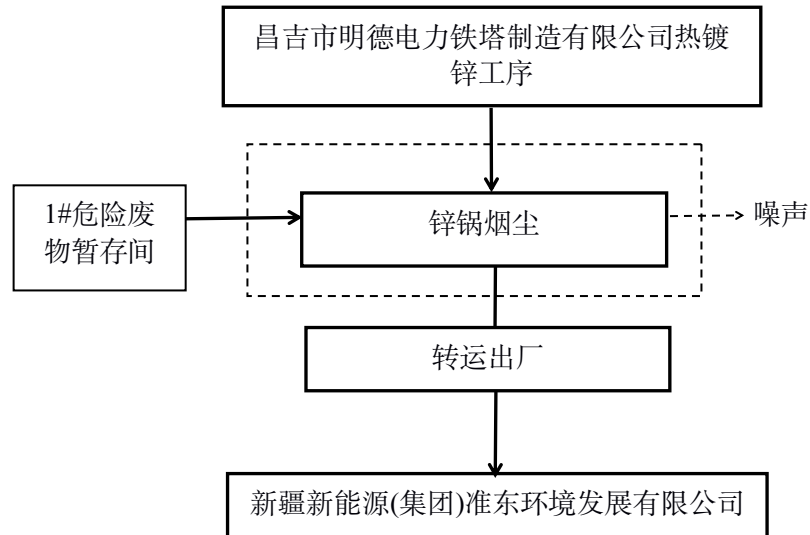 昌吉市明德电力铁塔制造有限公司热镀
锌工序
1#危险废
物暂存间
锌锅烟尘
噪声
转运出厂
新疆新能源(集团)准东环境发展有限公司